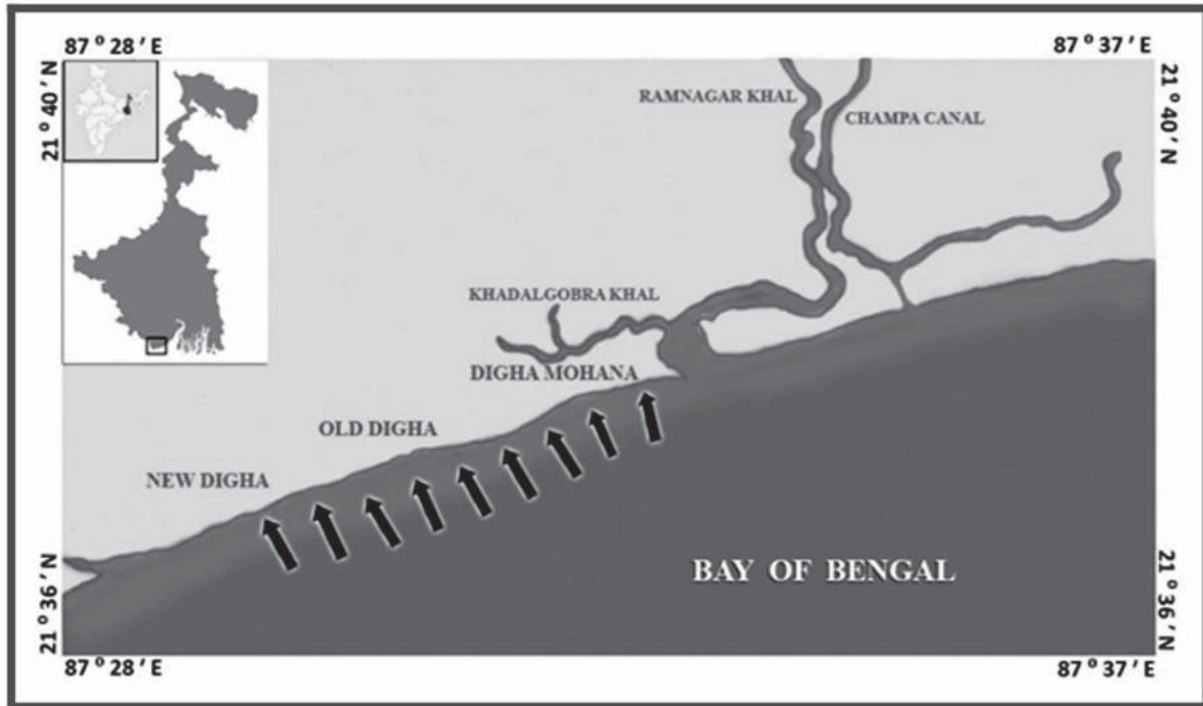 87 ° 28 ' E
87 ° 37 ' E
21 ° 40 ' N
21 ° 40 ' N
RAMNAGAR KHAL
CHAMPA CANAL
KHADALGOBRA KHAL
DIGHA MOHANA
OLD DIGHA
NEW DIGHA
BAY OF BENGAL
21 ° 36 ' N
21 ° 36 ' N
87 ° 28 ' E
87 ° 37 ' E